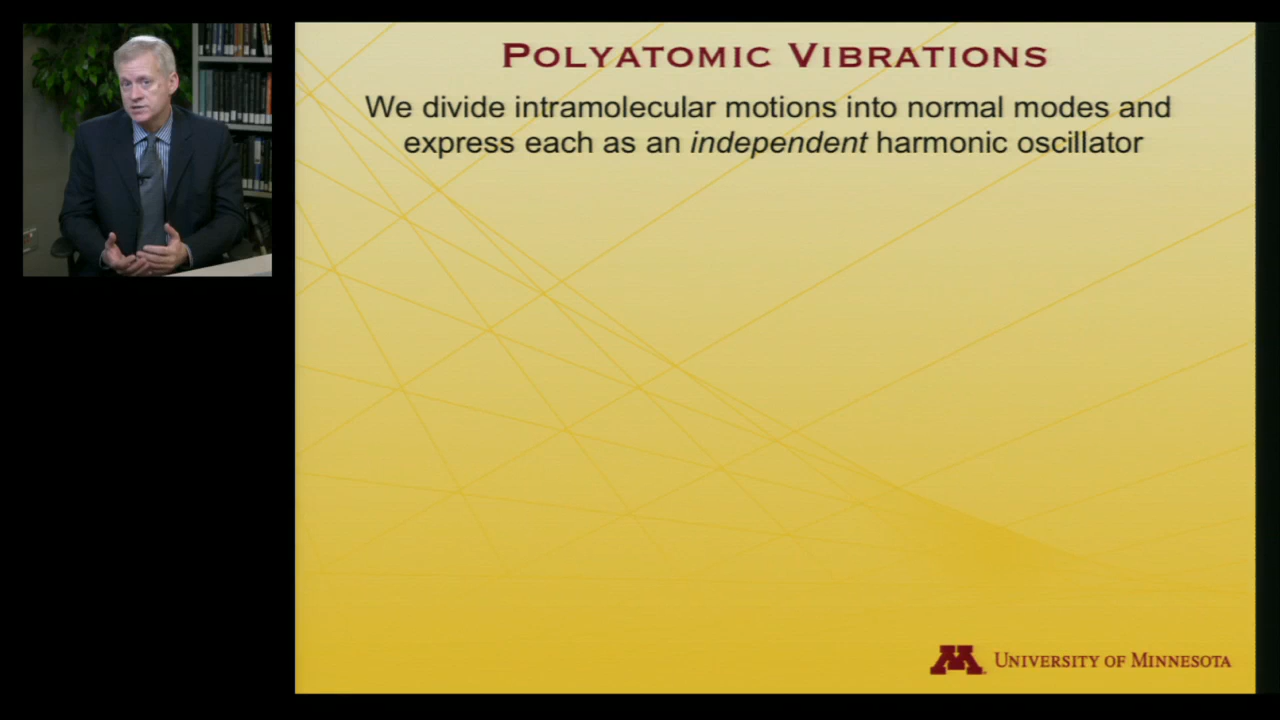 POLYATOMIC VIBRATIONS
We divide intramolecular motions into normal modes and
express each as an independent harmonic oscillator
M
UNIVERSITY OF MINNESOTA